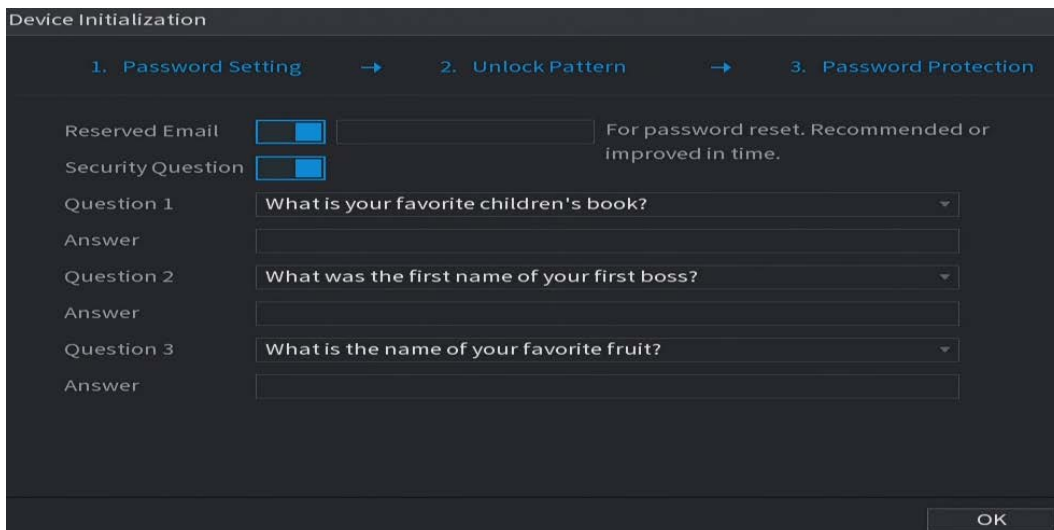 Device Initialization
1. Password Setting → 2. Unlock Pattern → 3. Password Protection
Reserved Email For password reset. Recommended or
improved in time.
Security Question
Question 1 What is your favorite children's book?
Answer
Question 2 What was the first name of your first boss?
Answer
Question 3 What is the name of your favorite fruit?
Answer
OK